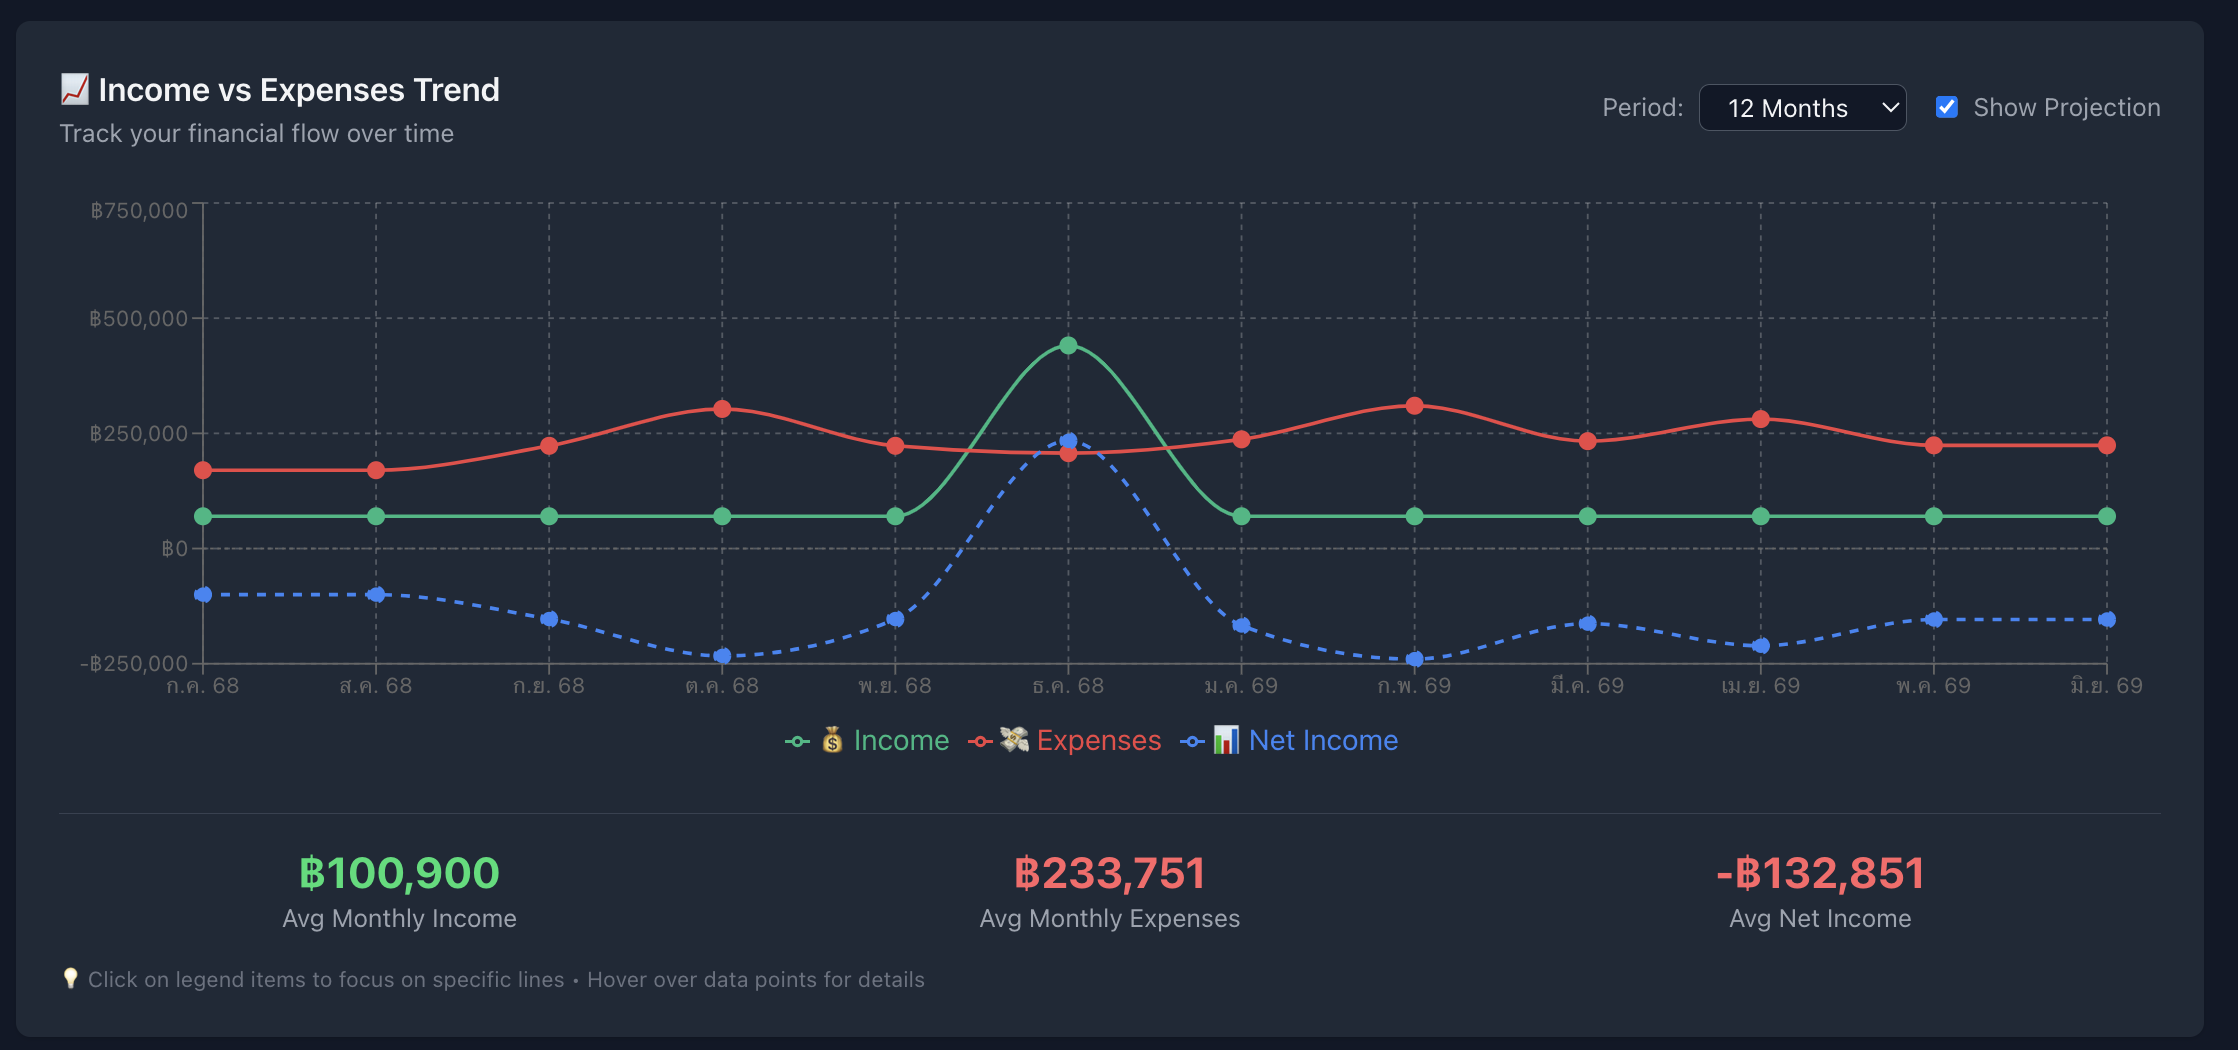 📈 Income vs Expenses Trend
Track your financial flow over time
Period: 12 Months Show Projection
฿750,000
฿500,000
฿250,000
฿0
-฿250,000
ก.ค. 68 ส.ค. 68 ก.ย. 68 ต.ค. 68 พ.ย. 68 ธ.ค. 68 ม.ค. 69 ก.พ. 69 มี.ค. 69 เม.ย. 69 พ.ค. 69 มิ.ย. 69
💰 Income 💸 Expenses 📊 Net Income
฿100,900 ฿233,751 -฿132,851
Avg Monthly Income Avg Monthly Expenses Avg Net Income
💡 Click on legend items to focus on specific lines • Hover over data points for details